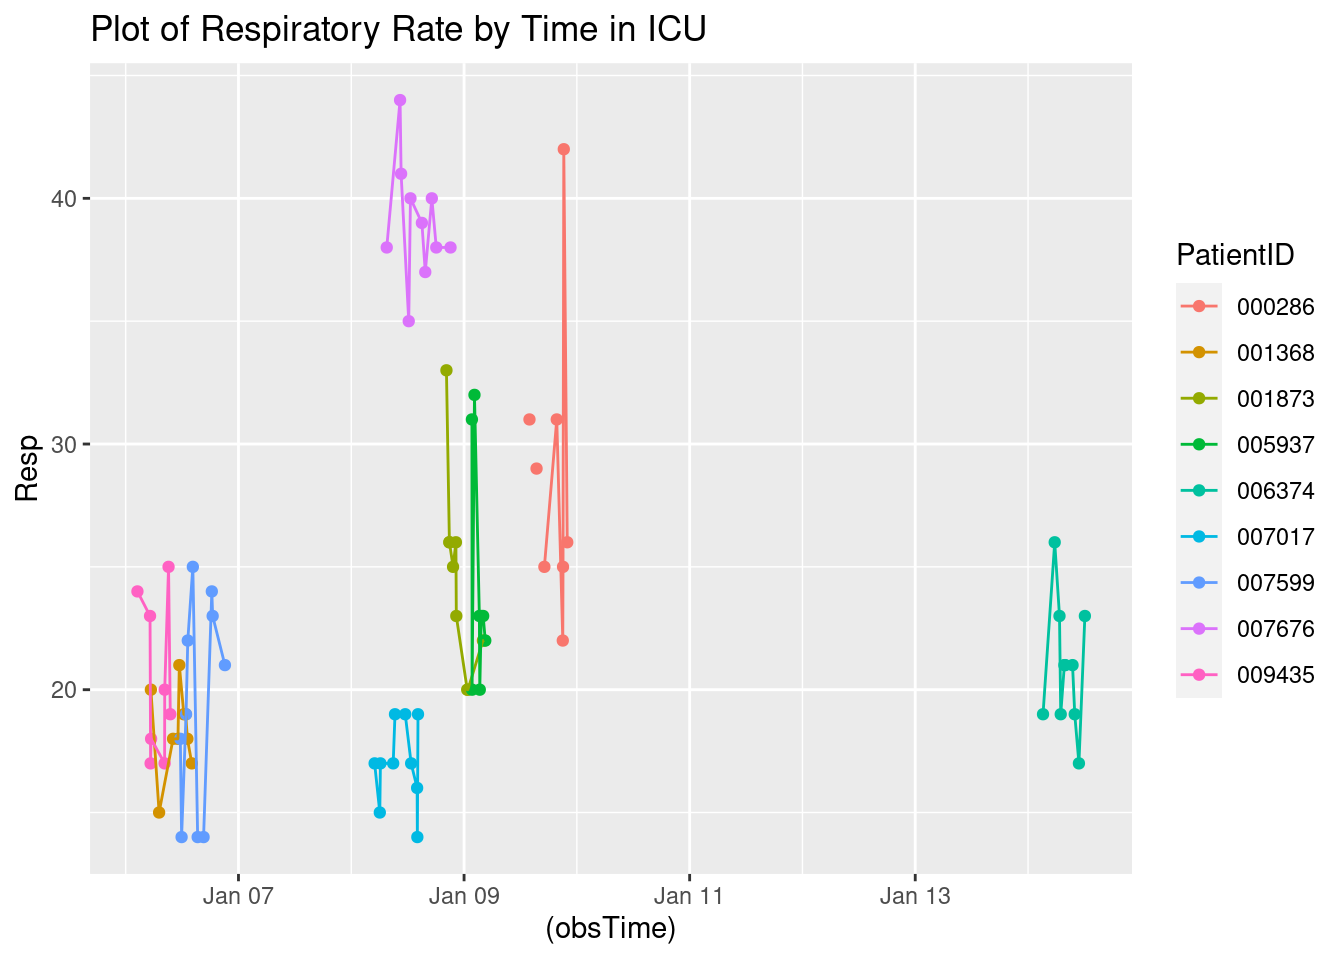 Plot of Respiratory Rate by Time in ICU
Resp
40
30
20
Jan 07
Jan 09
Jan 11
Jan 13
(obsTime)
PatientID
000286
001368
001873
005937
006374
007017
007599
007676
009435